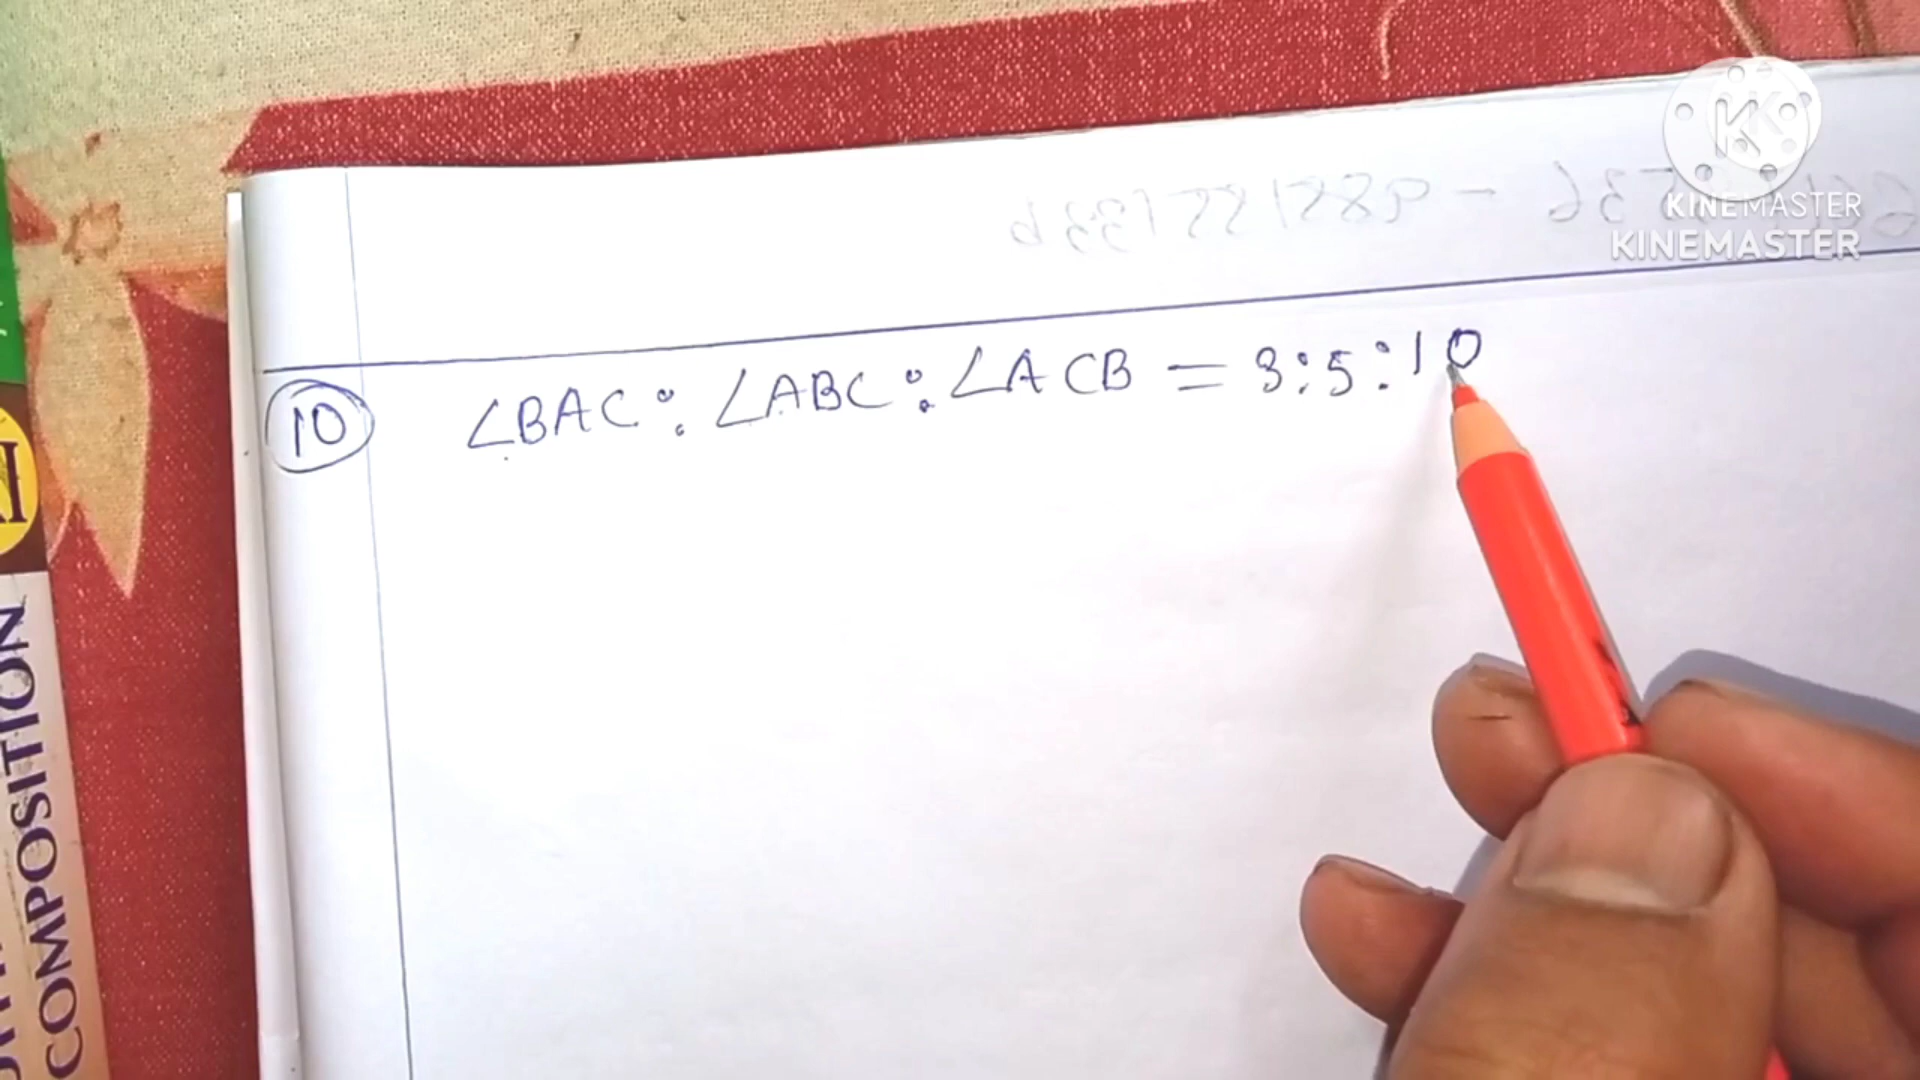 KINEMASTER
KINEMASTER
10 ∠BAC : ∠ABC : ∠ACB = 3:5:10
COMPOSITION